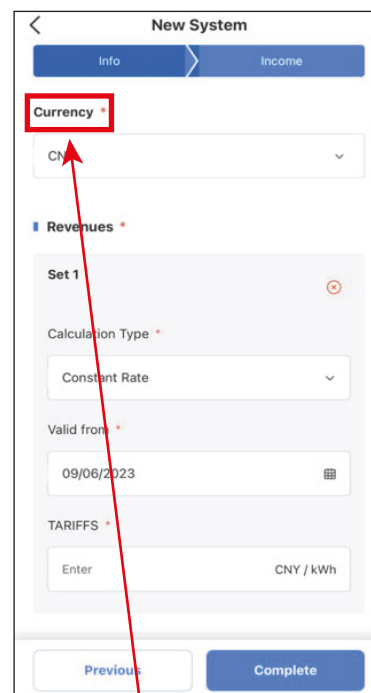 New System
Info Income
Currency *
CNY
Revenues *
Set 1
Calculation Type *
Constant Rate
Valid from *
09/06/2023
TARIFFS *
Enter CNY / kWh
Previous Complete